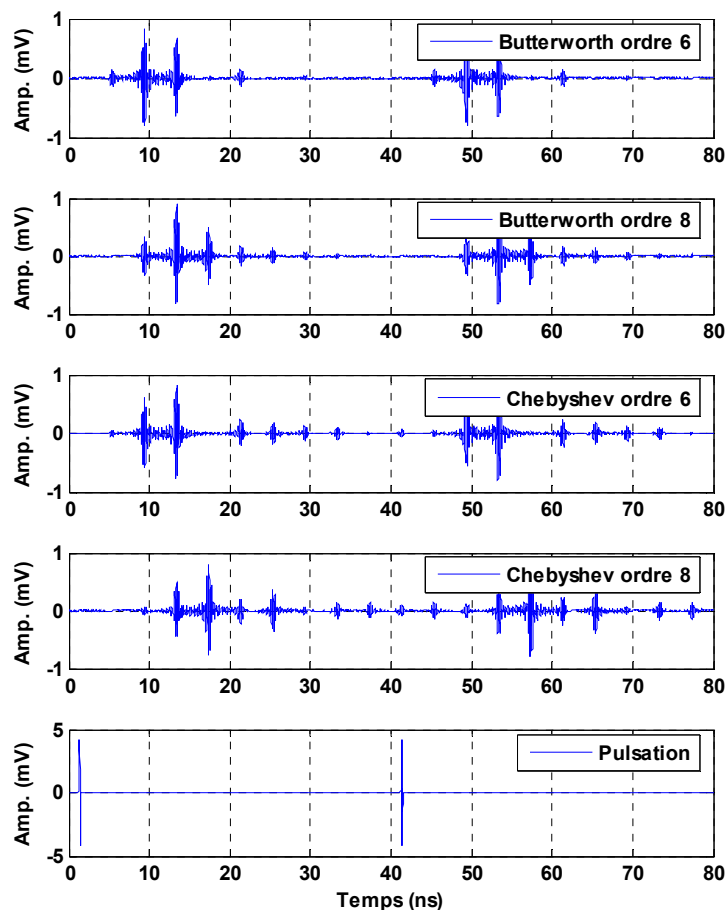 Amp. (mV)
1
0
-1
Butterworth ordre 6
0 10 20 30 40 50 60 70 80
Amp. (mV)
1
0
-1
Butterworth ordre 8
0 10 20 30 40 50 60 70 80
Amp. (mV)
1
0
-1
Chebyshev ordre 6
0 10 20 30 40 50 60 70 80
Amp. (mV)
1
0
-1
Chebyshev ordre 8
0 10 20 30 40 50 60 70 80
Amp. (mV)
5
0
-5
Pulsation
0 10 20 30 40 50 60 70 80
Temps (ns)